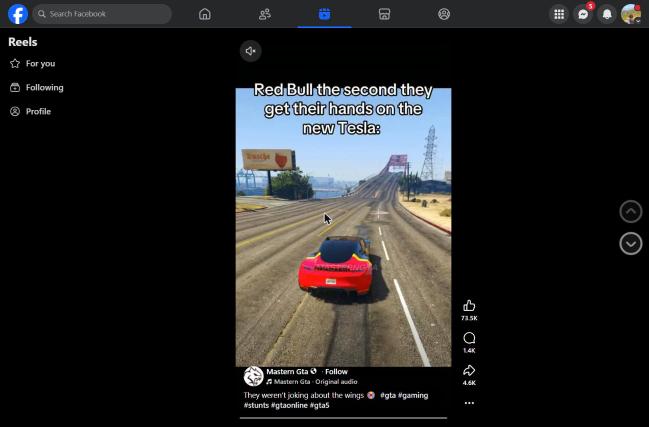 Search Facebook
5
Reels
For you
Following
Profile
Red Bull the second they
get their hands on the
new Tesla:
73.5K
1.4K
4.6K
Mastern Gta · Follow
Mastern Gta · Original audio
They weren't joking about the wings #gta #gaming
#stunts #gtaonline #gta5